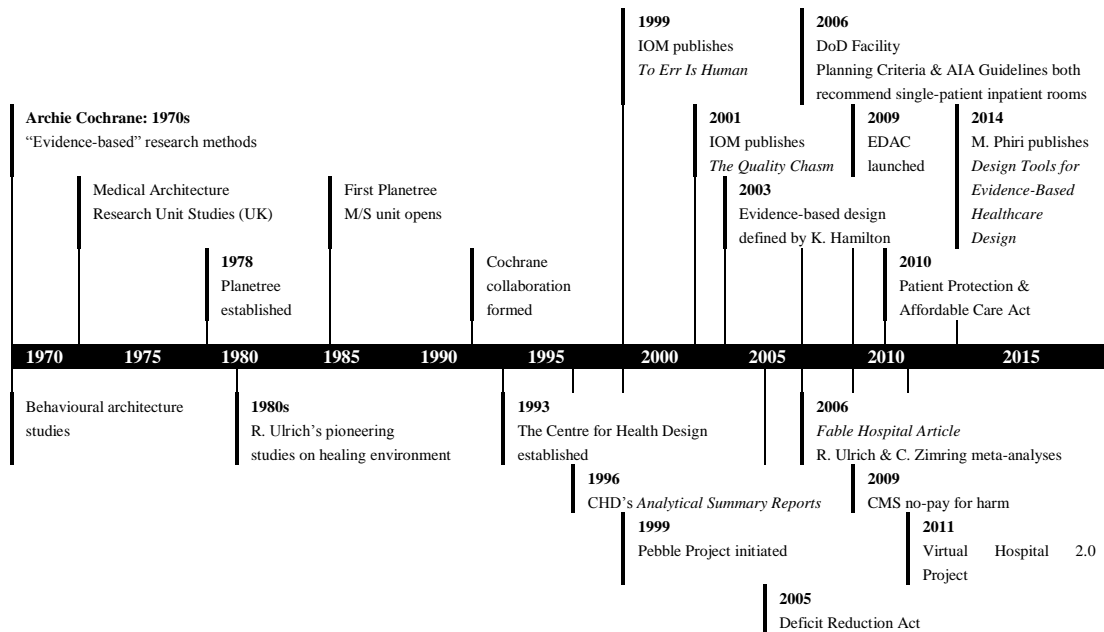 1999
IOM publishes
To Err Is Human
2006
DoD Facility
Planning Criteria & AIA Guidelines both
recommend single-patient inpatient rooms
Archie Cochrane: 1970s
“Evidence-based” research methods
2001
IOM publishes
The Quality Chasm
2009
EDAC
launched
2014
M. Phiri publishes
Design Tools for
Evidence-Based
Healthcare
Design
Medical Architecture
Research Unit Studies (UK)
First Planetree
M/S unit opens
2003
Evidence-based design
defined by K. Hamilton
1978
Planetree
established
Cochrane
collaboration
formed
2010
Patient Protection &
Affordable Care Act
1970 1975 1980 1985 1990 1995 2000 2005 2010 2015
Behavioural architecture
studies
1980s
R. Ulrich’s pioneering
studies on healing environment
1993
The Centre for Health Design
established
2006
Fable Hospital Article
R. Ulrich & C. Zimring meta-analyses
1996
CHD’s Analytical Summary Reports
2009
CMS no-pay for harm
1999
Pebble Project initiated
2011
Virtual Hospital 2.0
Project
2005
Deficit Reduction Act